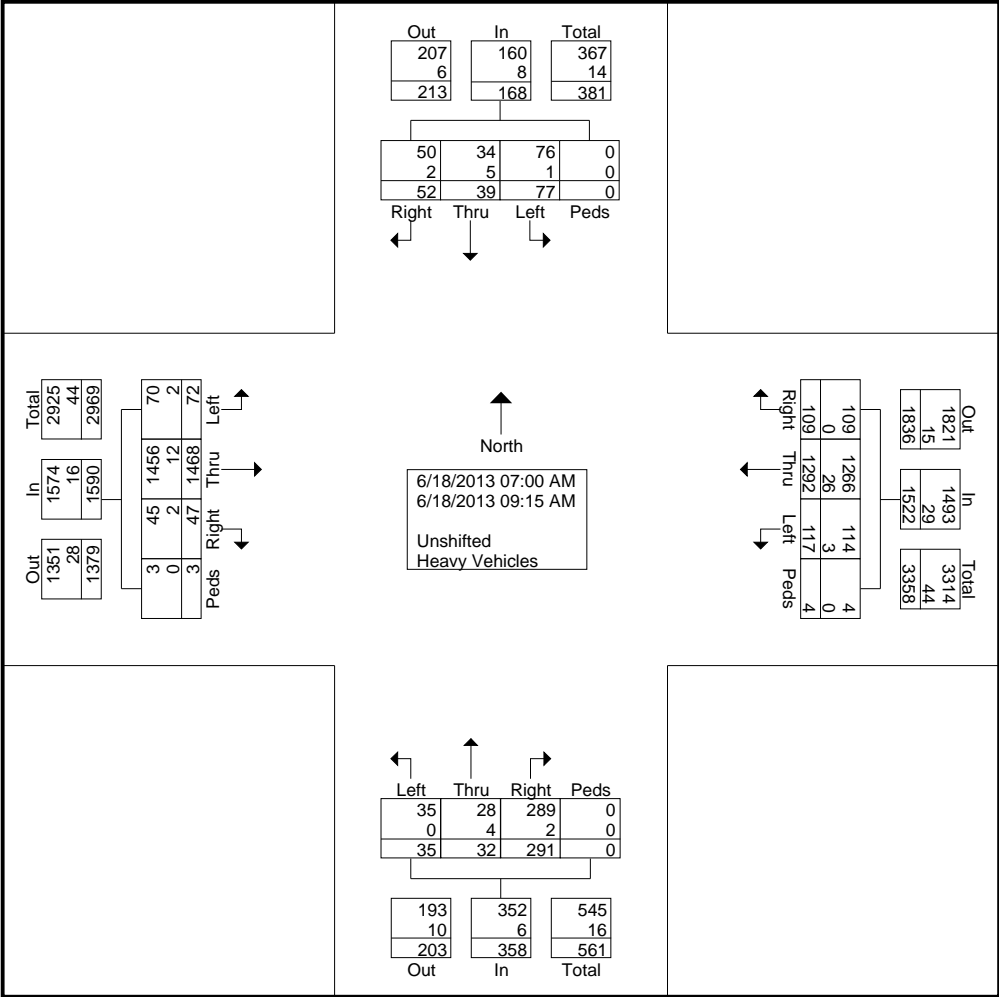 Out In Total
207 160 367
6 8 14
213 168 381
50 34 76 0
2 5 1 0
52 39 77 0
Right Thru Left Peds
Total
2925
44
2969
In
1574
16
1590
Out
1351
28
1379
70
2
72
Left
1456
12
1468
Thru
45
2
47
Right
3
0
3
Peds
North
6/18/2013 07:00 AM
6/18/2013 09:15 AM
Unshifted
Heavy Vehicles
Right
109
0
109
Thru
1266
26
1292
Left
114
3
117
Peds
4
0
4
Out
1821
15
1836
In
1493
29
1522
Total
3314
44
3358
Left Thru Right Peds
35 28 289 0
0 4 2 0
35 32 291 0
193 352 545
10 6 16
203 358 561
Out In Total